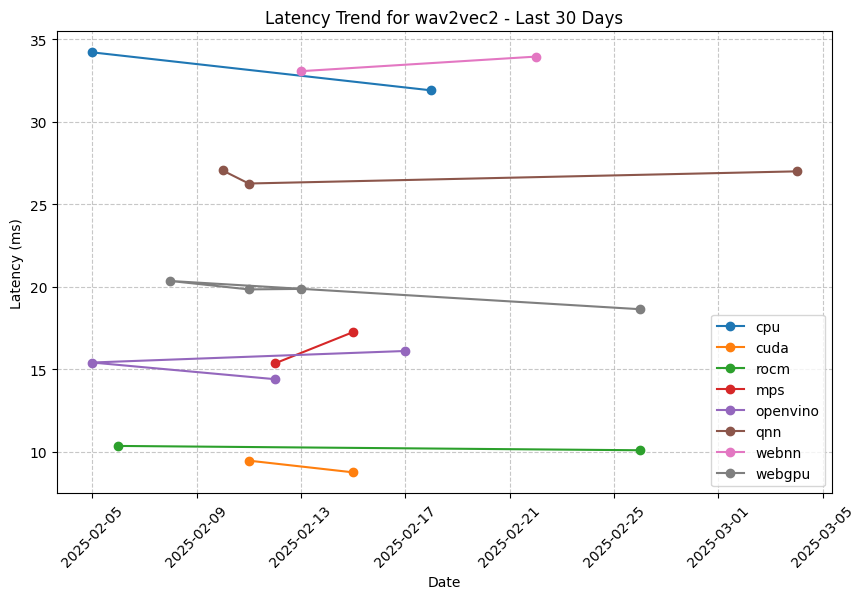 Latency Trend for wav2vec2 - Last 30 Days
Latency (ms)
35
30
25
20
15
10
cpu
cuda
rocm
mps
openvino
qnn
webnn
webgpu
2025-02-05
2025-02-09
2025-02-13
2025-02-17
2025-02-21
2025-02-25
2025-03-01
2025-03-05
Date